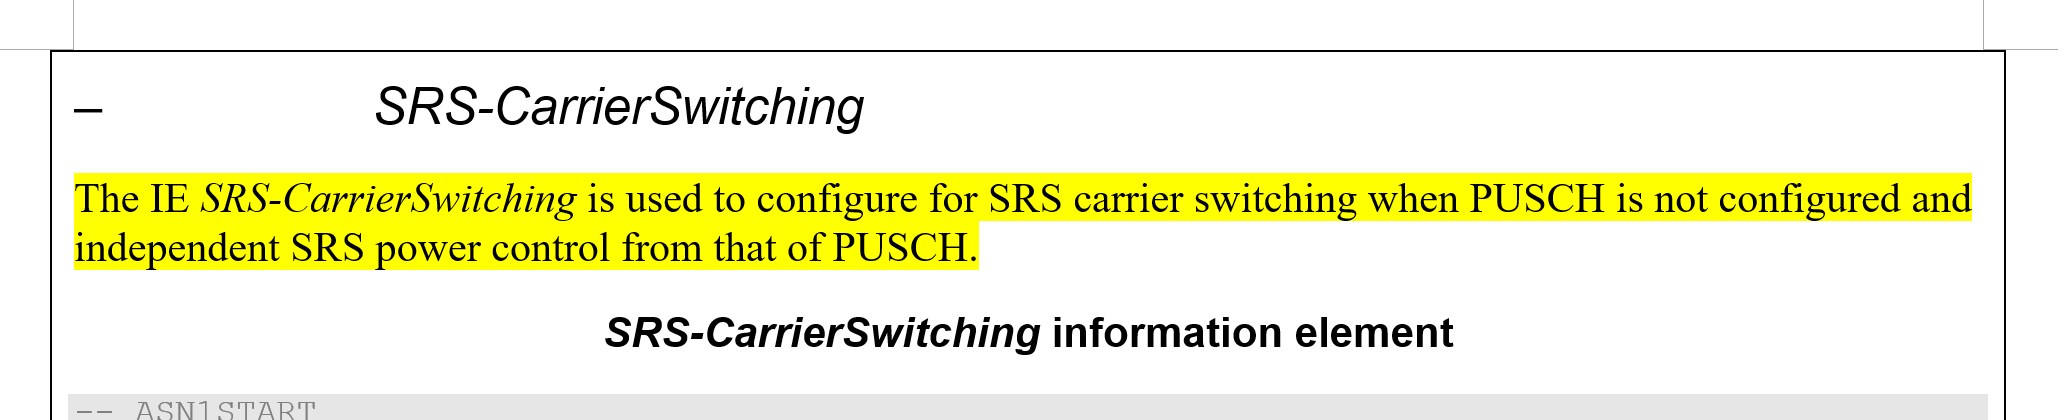 – SRS-CarrierSwitching
The IE SRS-CarrierSwitching is used to configure for SRS carrier switching when PUSCH is not configured and
independent SRS power control from that of PUSCH.
SRS-CarrierSwitching information element
-- ASN1START